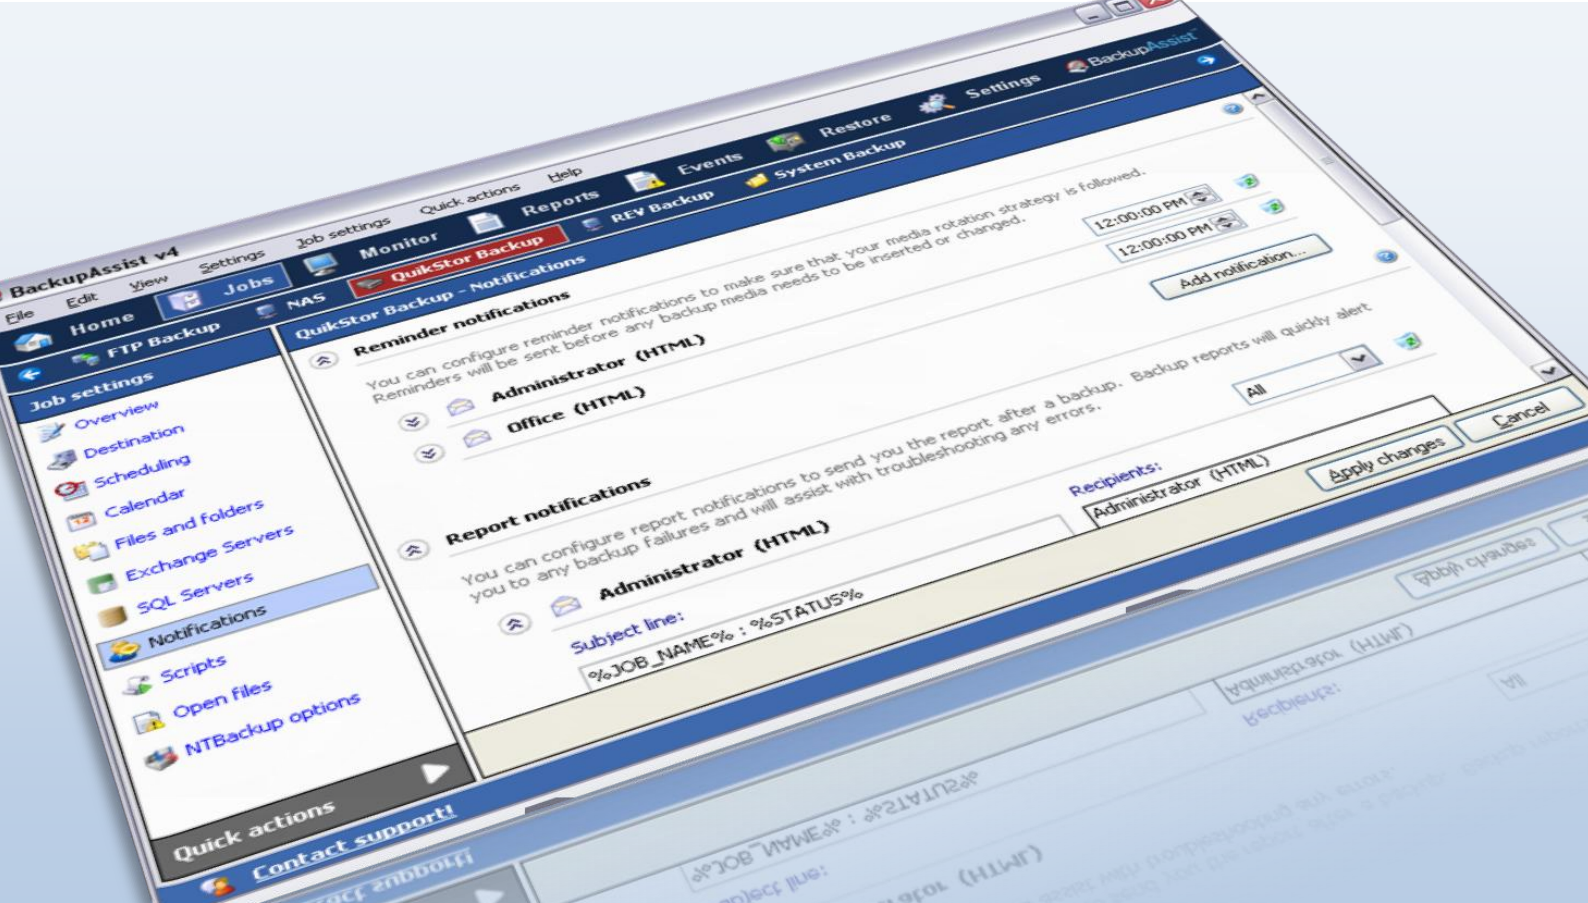 BackupAssist v4
File Edit View Settings Job settings Quick actions Help
Home Jobs Monitor Reports Events Restore Settings BackupAssist
FTP Backup NAS QuikStor Backup REV Backup System Backup
Job settings
Overview
Destination
Scheduling
Calendar
Files and folders
Exchange Servers
SQL Servers
Notifications
Scripts
Open files
NTBackup options
Quick actions
Contact support!
QuikStor Backup - Notifications
Reminder notifications
You can configure reminder notifications to make sure that your media rotation strategy is followed.
Reminders will be sent before any backup media needs to be inserted or changed.
Administrator (HTML) 12:00:00 PM
Office (HTML) 12:00:00 PM
Add notification...
Report notifications
You can configure report notifications to send you the report after a backup. Backup reports will quickly alert
you to any backup failures and will assist with troubleshooting any errors.
Administrator (HTML) All
Subject line: Recipients:
%JOB_NAME% : %STATUS% Administrator (HTML)
Apply changes Cancel